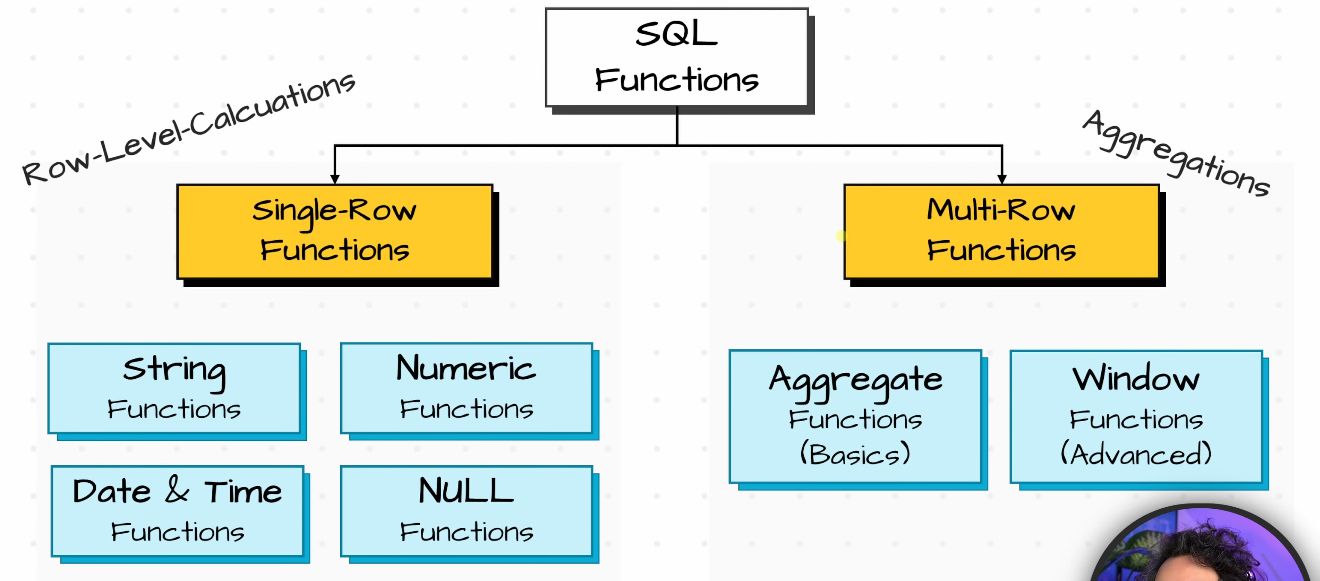 SQL
Functions
Row-Level-Calcuations
Aggregations
Single-Row
Functions
Multi-Row
Functions
String
Functions
Numeric
Functions
Date & Time
Functions
NULL
Functions
Aggregate
Functions
(Basics)
Window
Functions
(Advanced)